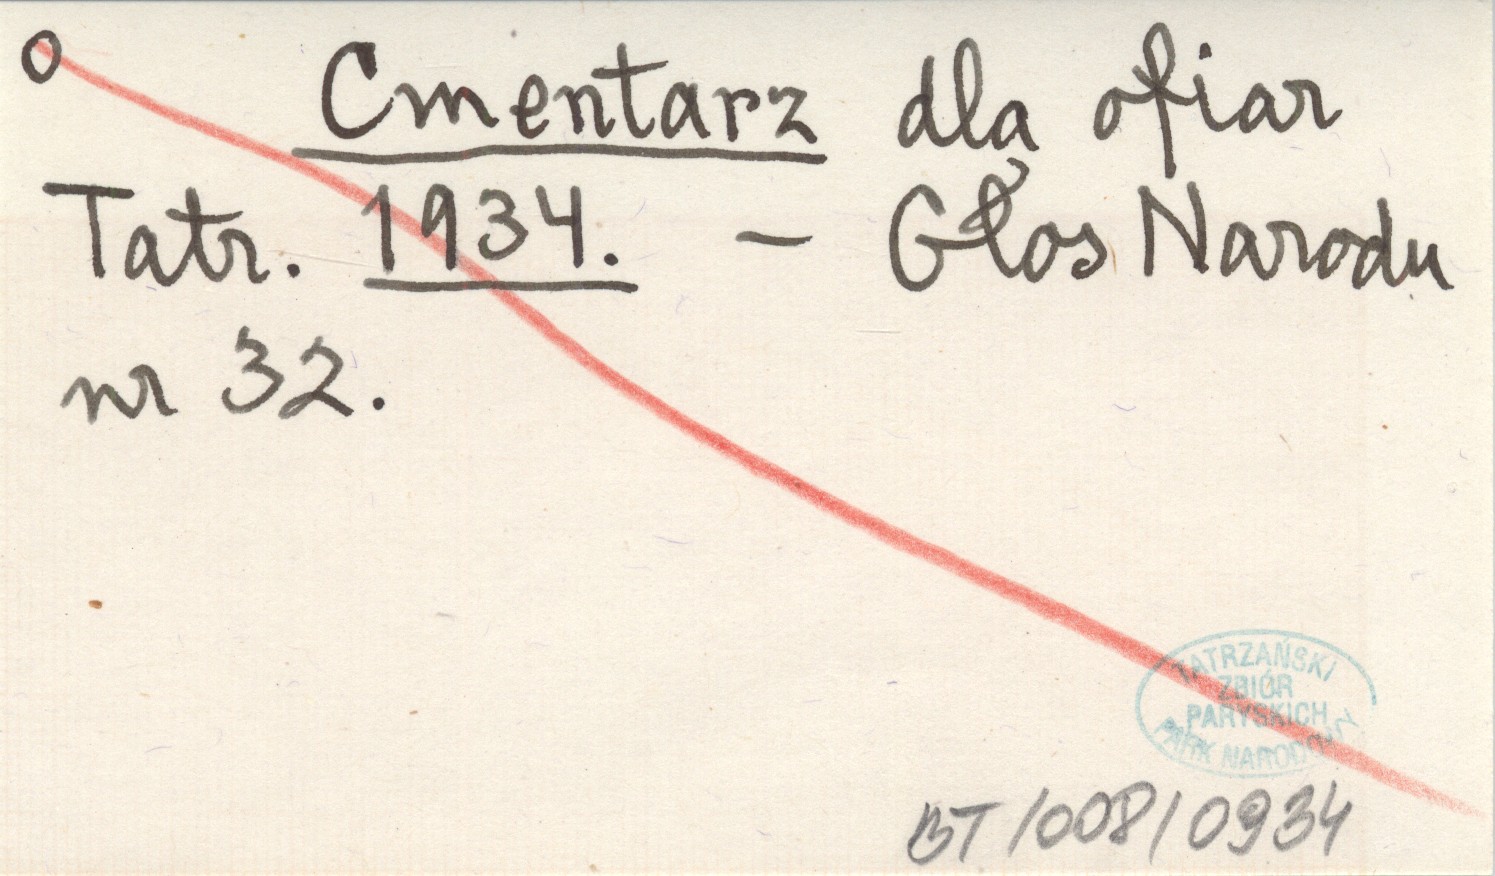 o Cmentarz dla ofiar
Tatr. 1934. – Głos Narodu
nr 32.
TATRZAŃSKI
ZBIÓR
PARYSKICH
PARK NARODOWY
BT/008/0934